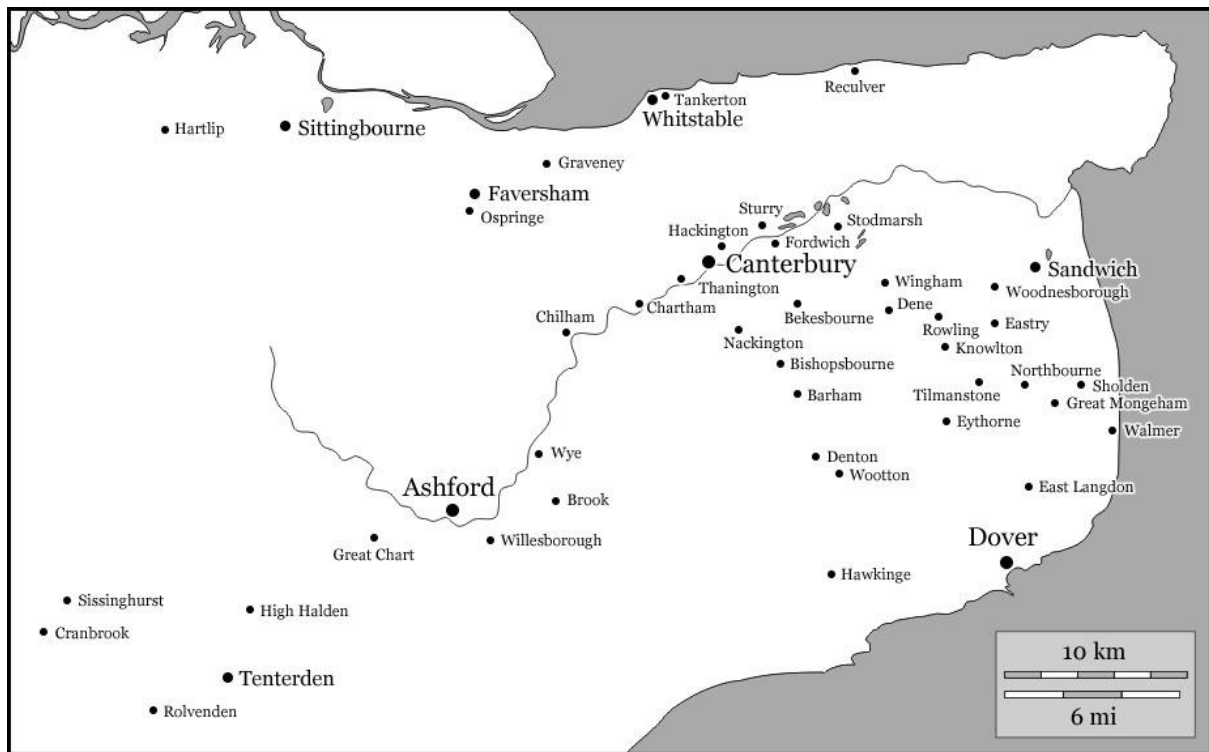 Reculver
Tankerton
Whitstable
Hartlip
Sittingbourne
Graveney
Faversham
Ospringe
Sturry
Stodmarsh
Hackington
Fordwich
Canterbury
Sandwich
Thanington
Wingham
Woodnesborough
Chartham
Bekesbourne
Dene
Chilham
Rowling
Eastry
Nackington
Knowlton
Bishopsbourne
Northbourne
Sholden
Barham
Tilmanstone
Great Mongeham
Eythorne
Walmer
Wye
Denton
Wootton
Ashford
Brook
East Langdon
Great Chart
Willesborough
Dover
Hawkinge
Sissinghurst
High Halden
Cranbrook
Tenterden
Rolvenden
10 km
6 mi